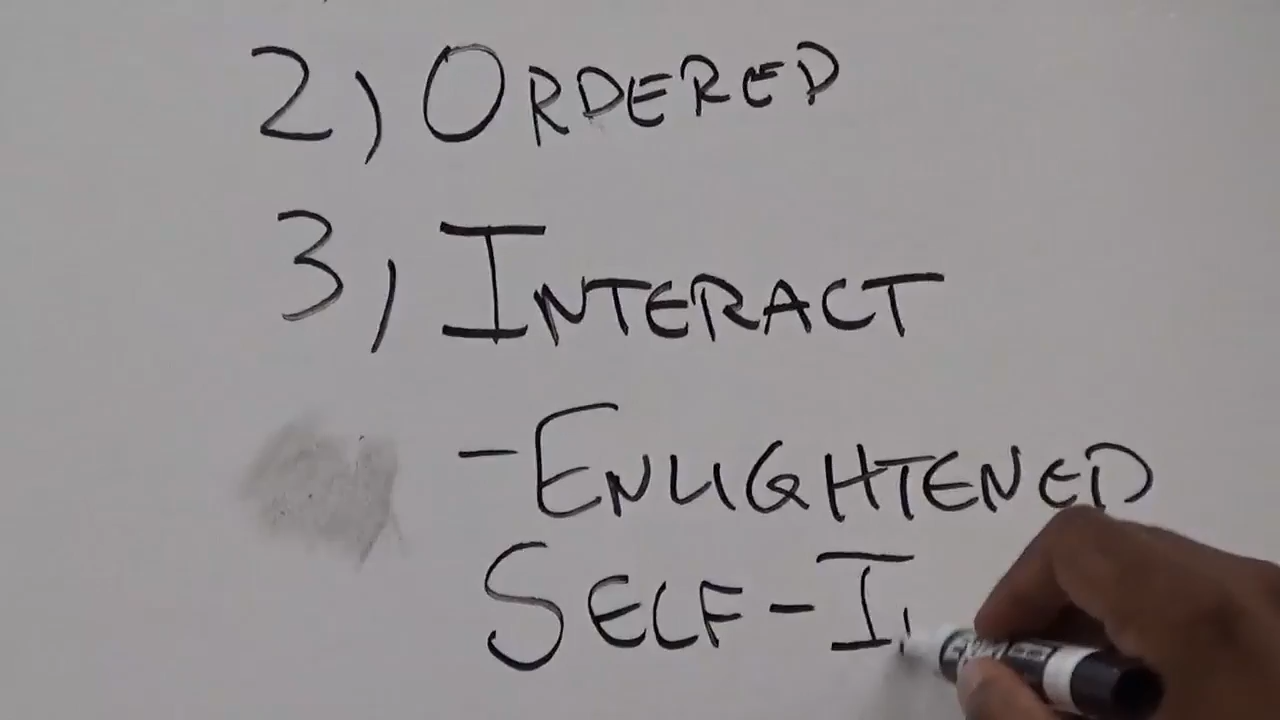 2) ORDERED
3) INTERACT
- ENLIGHTENED
SELF-I